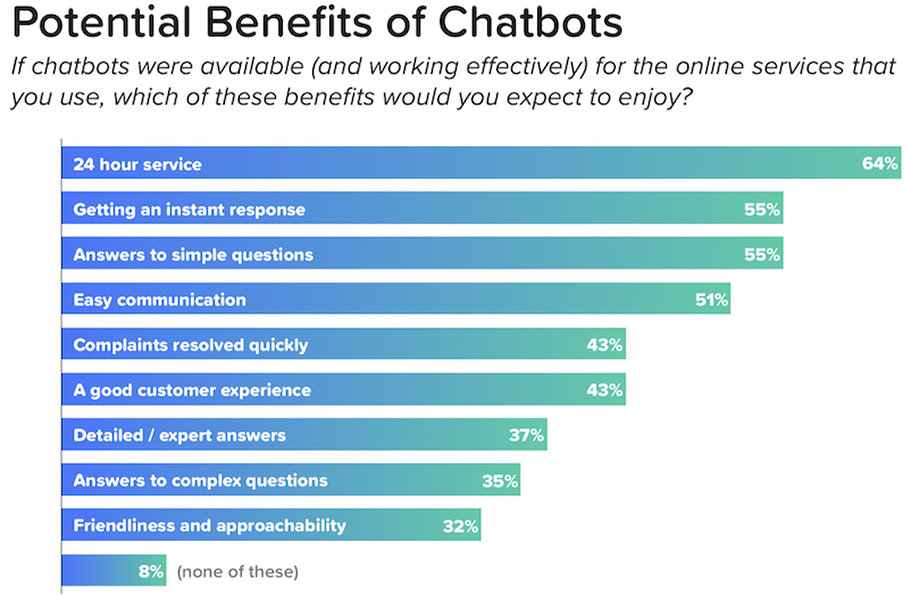 Potential Benefits of Chatbots
If chatbots were available (and working effectively) for the online services that
you use, which of these benefits would you expect to enjoy?
24 hour service 64%
Getting an instant response 55%
Answers to simple questions 55%
Easy communication 51%
Complaints resolved quickly 43%
A good customer experience 43%
Detailed / expert answers 37%
Answers to complex questions 35%
Friendliness and approachability 32%
8% (none of these)